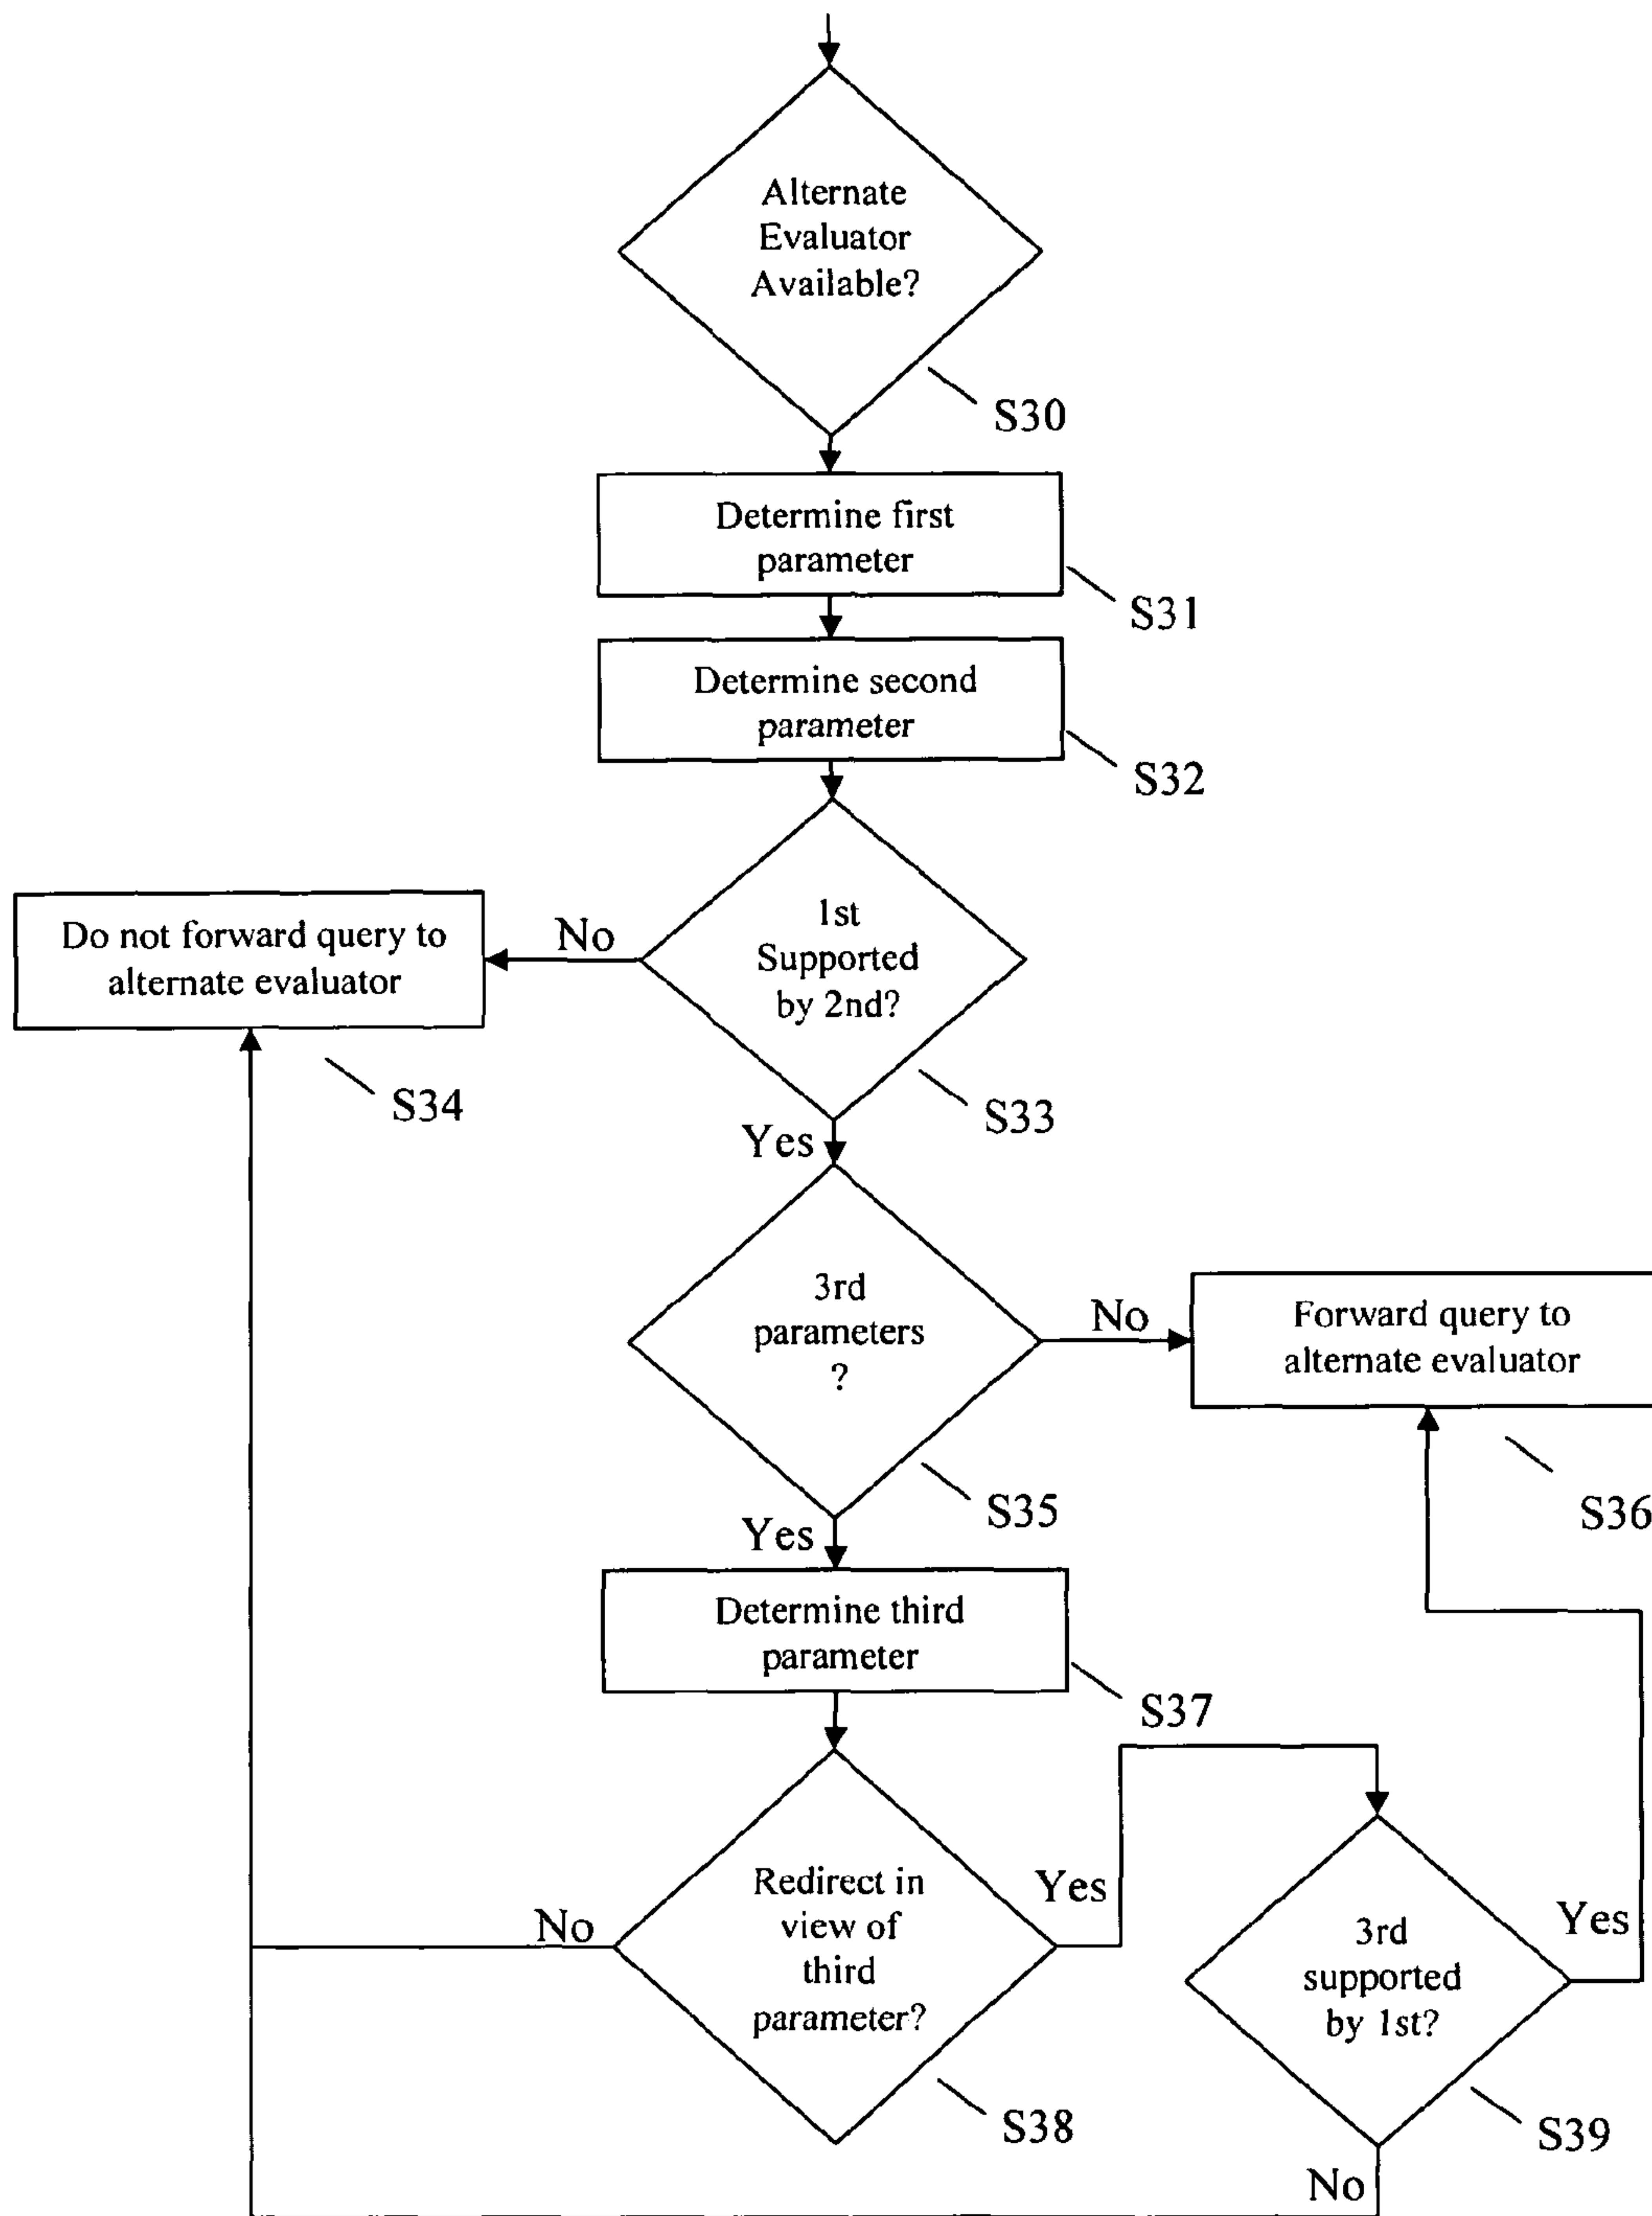 Alternate
Evaluator
Available?
S30
Determine first
parameter
S31
Determine second
parameter
S32
1st
Supported
by 2nd?
S33
No
Do not forward query to
alternate evaluator
S34
Yes
3rd
parameters
?
S35
No
Forward query to
alternate evaluator
S36
Yes
Determine third
parameter
S37
Redirect in
view of
third
parameter?
S38
No
Yes
3rd
supported
by 1st?
S39
Yes
No